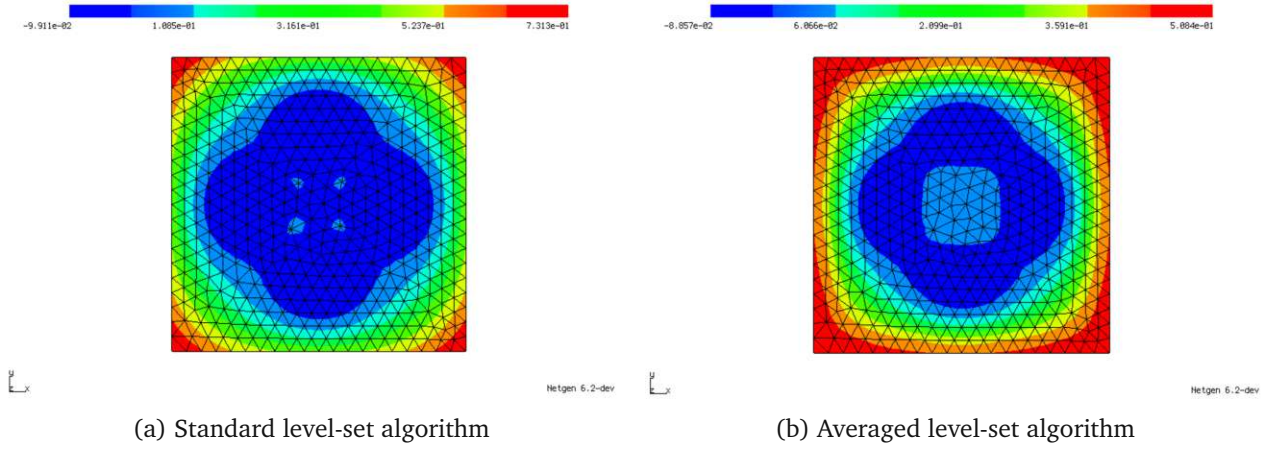 -9.911e-02 1.085e-01 3.161e-01 5.237e-01 7.313e-01
-8.857e-02 6.066e-02 2.099e-01 3.591e-01 5.084e-01
y
z x
Netgen 6.2-dev
y
z x
Netgen 6.2-dev
(a) Standard level-set algorithm
(b) Averaged level-set algorithm